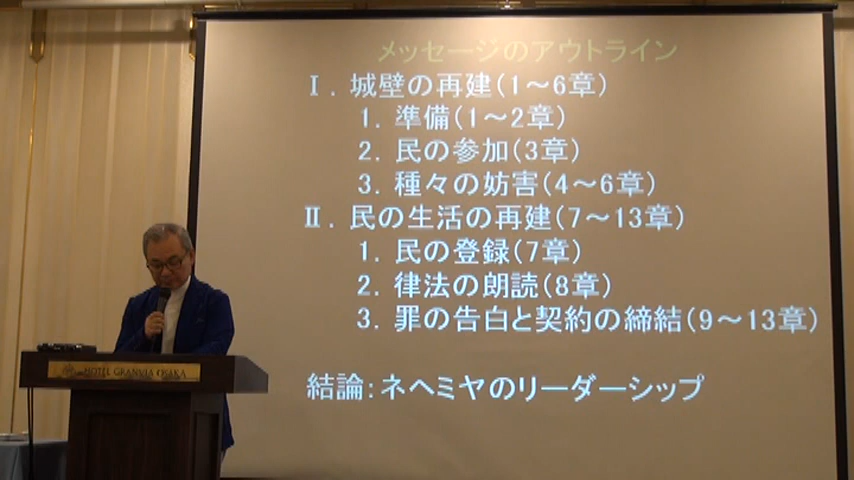 メッセージのアウトライン
Ⅰ．城壁の再建（1～6章）
1．準備（1～2章）
2．民の参加（3章）
3．種々の妨害（4～6章）
Ⅱ．民の生活の再建（7～13章）
1．民の登録（7章）
2．律法の朗読（8章）
3．罪の告白と契約の締結（9～13章）
結論：ネヘミヤのリーダーシップ
HOTEL GRANVIA OSAKA